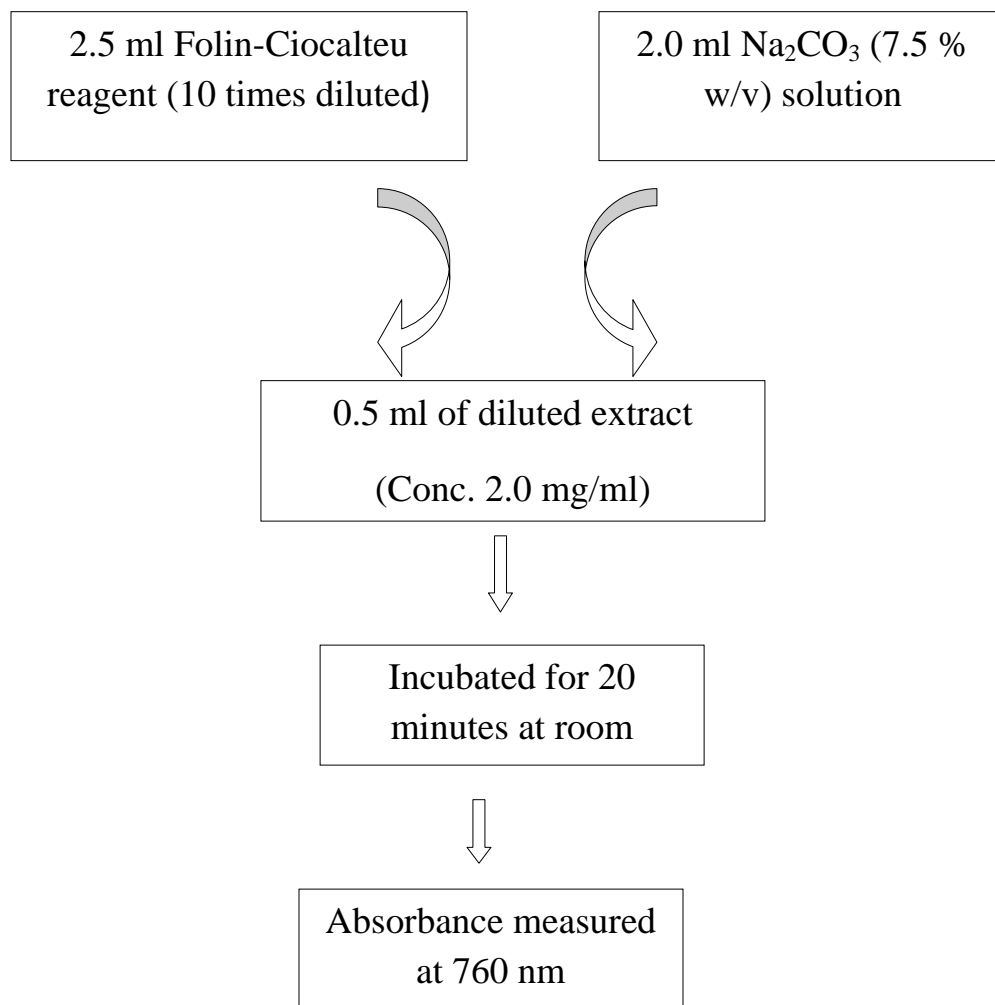 2.5 ml Folin-Ciocalteu
reagent (10 times diluted)
2.0 ml Na₂CO₃ (7.5 %
w/v) solution
0.5 ml of diluted extract
(Conc. 2.0 mg/ml)
Incubated for 20
minutes at room
Absorbance measured
at 760 nm